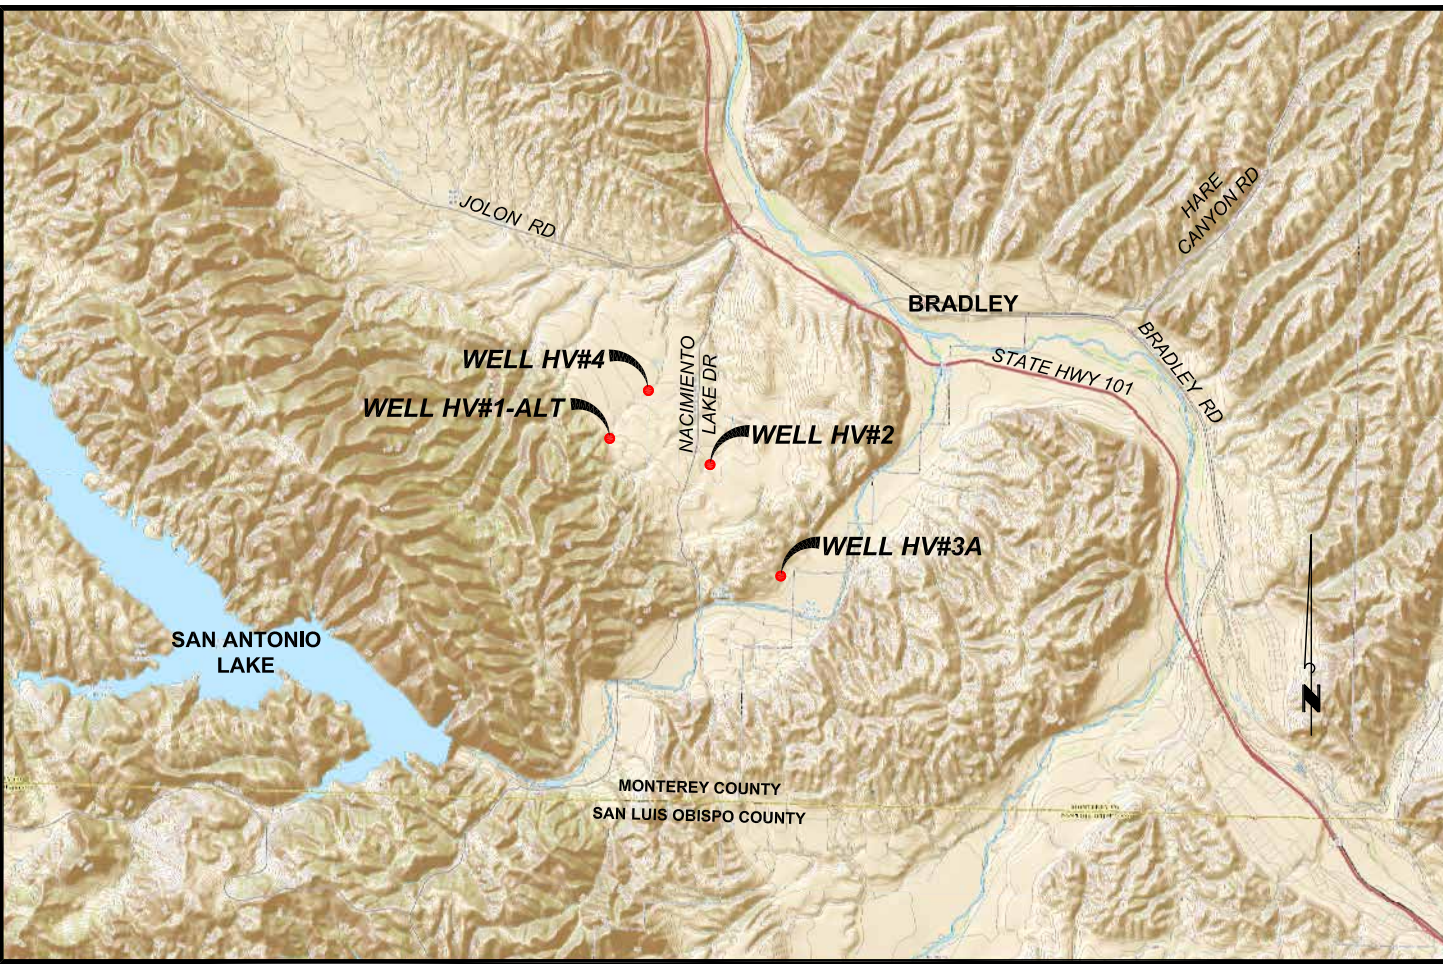 JOLON RD
HARE
CANYON RD
BRADLEY
BRADLEY RD
STATE HWY 101
NACIMIENTO
LAKE DR
WELL HV#4
WELL HV#1-ALT
WELL HV#2
WELL HV#3A
SAN ANTONIO
LAKE
N
MONTEREY COUNTY
SAN LUIS OBISPO COUNTY